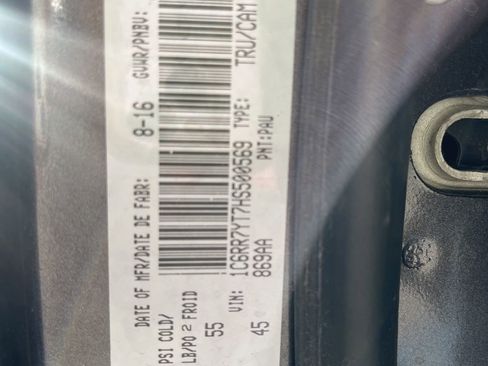 DATE OF MFR/DATE DE FABR: 8-16 GVWR/PNBV:
1C6RR7YT7HS500569 TYPE: TRU/CAM
VIN: 869AA PNT:PAU
PSI COLD/
LB/PO 2 FROID
55
45